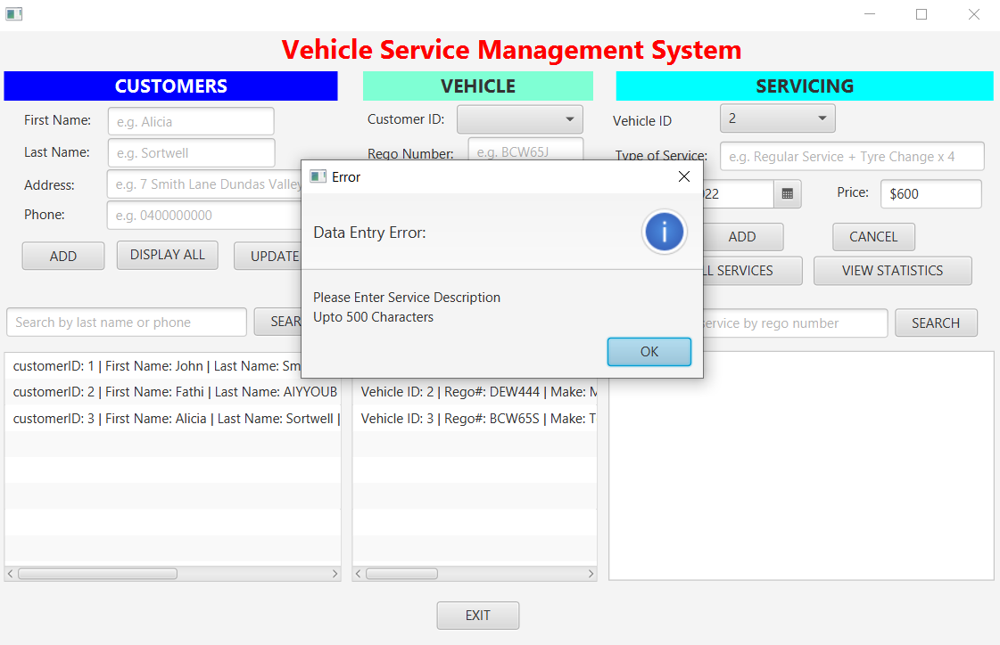 Vehicle Service Management System
CUSTOMERS
First Name: e.g. Alicia
Last Name: e.g. Sortwell
Address: e.g. 7 Smith Lane Dundas Valley
Phone: e.g. 0400000000
ADD DISPLAY ALL UPDATE
Search by last name or phone
customerID: 1 | First Name: John | Last Name:
customerID: 2 | First Name: Fathi | Last Name: AIYYOUB
customerID: 3 | First Name: Alicia | Last Name: Sortwell |
VEHICLE
Customer ID:
Rego Number: e.g. BCW65J
Vehicle ID: 2 | Rego#: DEW444 | Make:
Vehicle ID: 3 | Rego#: BCW65S | Make: T
SERVICING
Vehicle ID 2
Type of Service: e.g. Regular Service + Tyre Change x 4
22 Price: $600
ADD CANCEL
SERVICES VIEW STATISTICS
service by rego number SEARCH
Error
Data Entry Error:
Please Enter Service Description
Upto 500 Characters
OK
EXIT